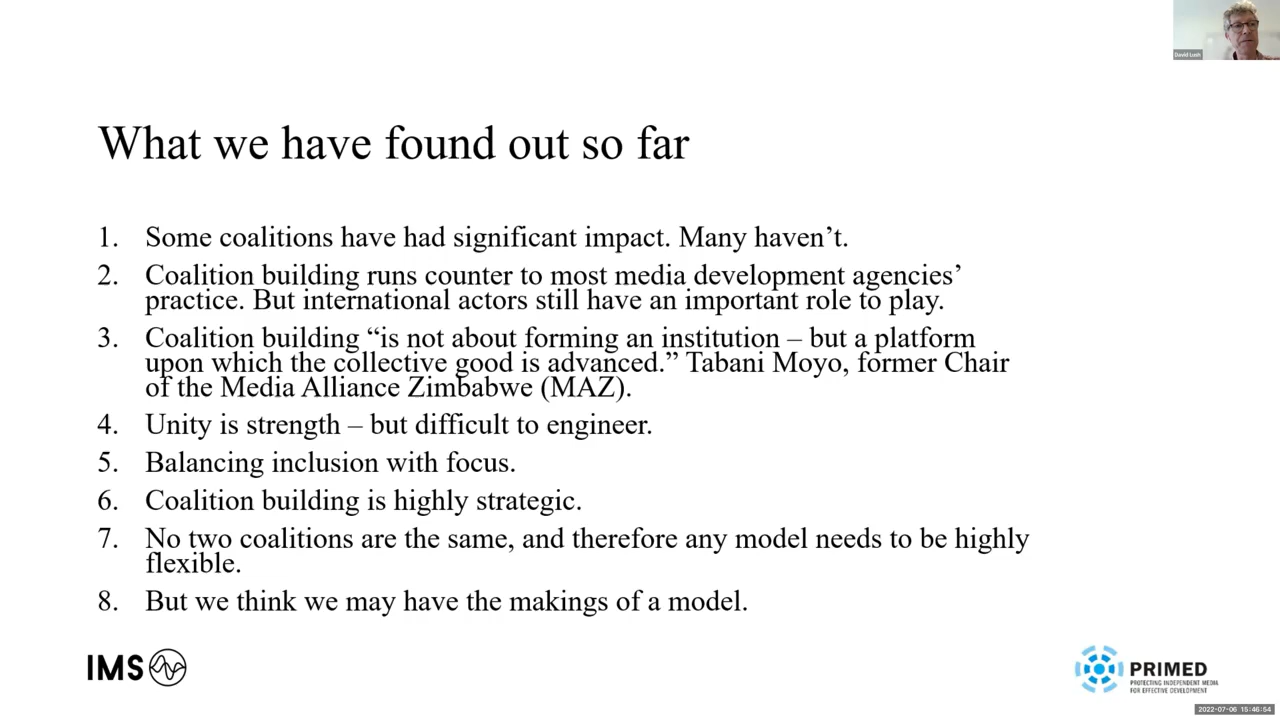 David Lush
What we have found out so far
1. Some coalitions have had significant impact. Many haven’t.
2. Coalition building runs counter to most media development agencies’
practice. But international actors still have an important role to play.
3. Coalition building “is not about forming an institution – but a platform
upon which the collective good is advanced.” Tabani Moyo, former Chair
of the Media Alliance Zimbabwe (MAZ).
4. Unity is strength – but difficult to engineer.
5. Balancing inclusion with focus.
6. Coalition building is highly strategic.
7. No two coalitions are the same, and therefore any model needs to be highly
flexible.
8. But we think we may have the makings of a model.
IMS
PRIMED
PROTECTING INDEPENDENT MEDIA
FOR EFFECTIVE DEVELOPMENT
2022-07-06 15:46:54